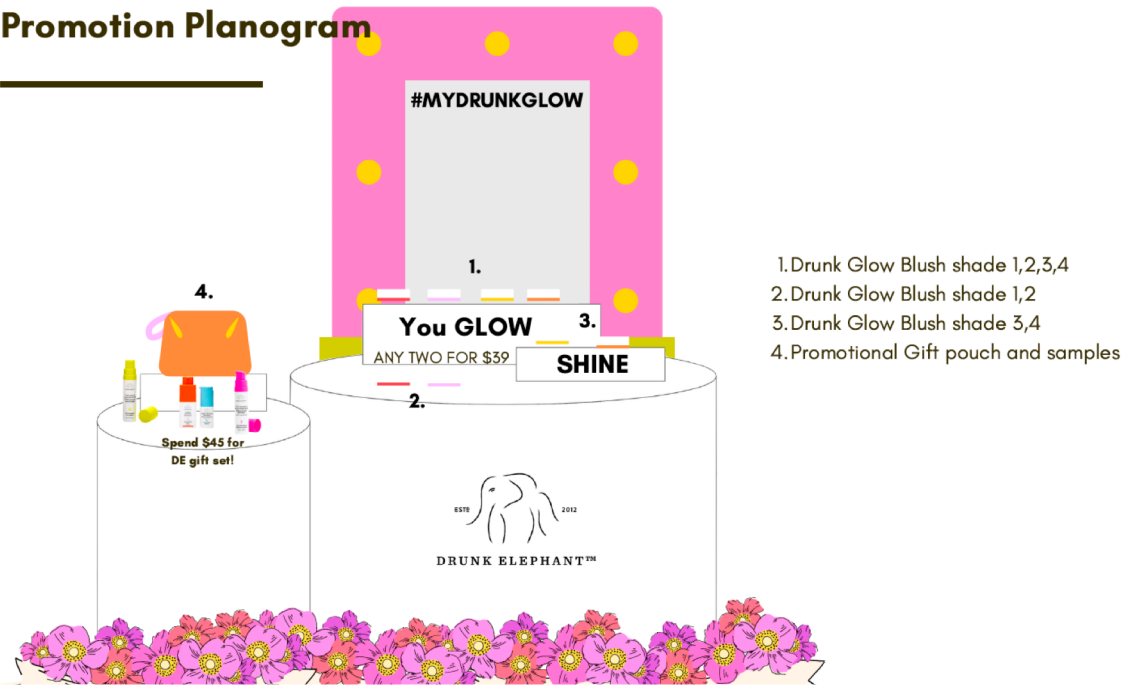 Promotion Planogram
#MYDRUNKGLOW
1.
4.
You GLOW
3.
ANY TWO FOR $39
SHINE
2.
Spend $45 for
DE gift set!
ESTD 2012
DRUNK ELEPHANT™
1. Drunk Glow Blush shade 1,2,3,4
2. Drunk Glow Blush shade 1,2
3. Drunk Glow Blush shade 3,4
4. Promotional Gift pouch and samples